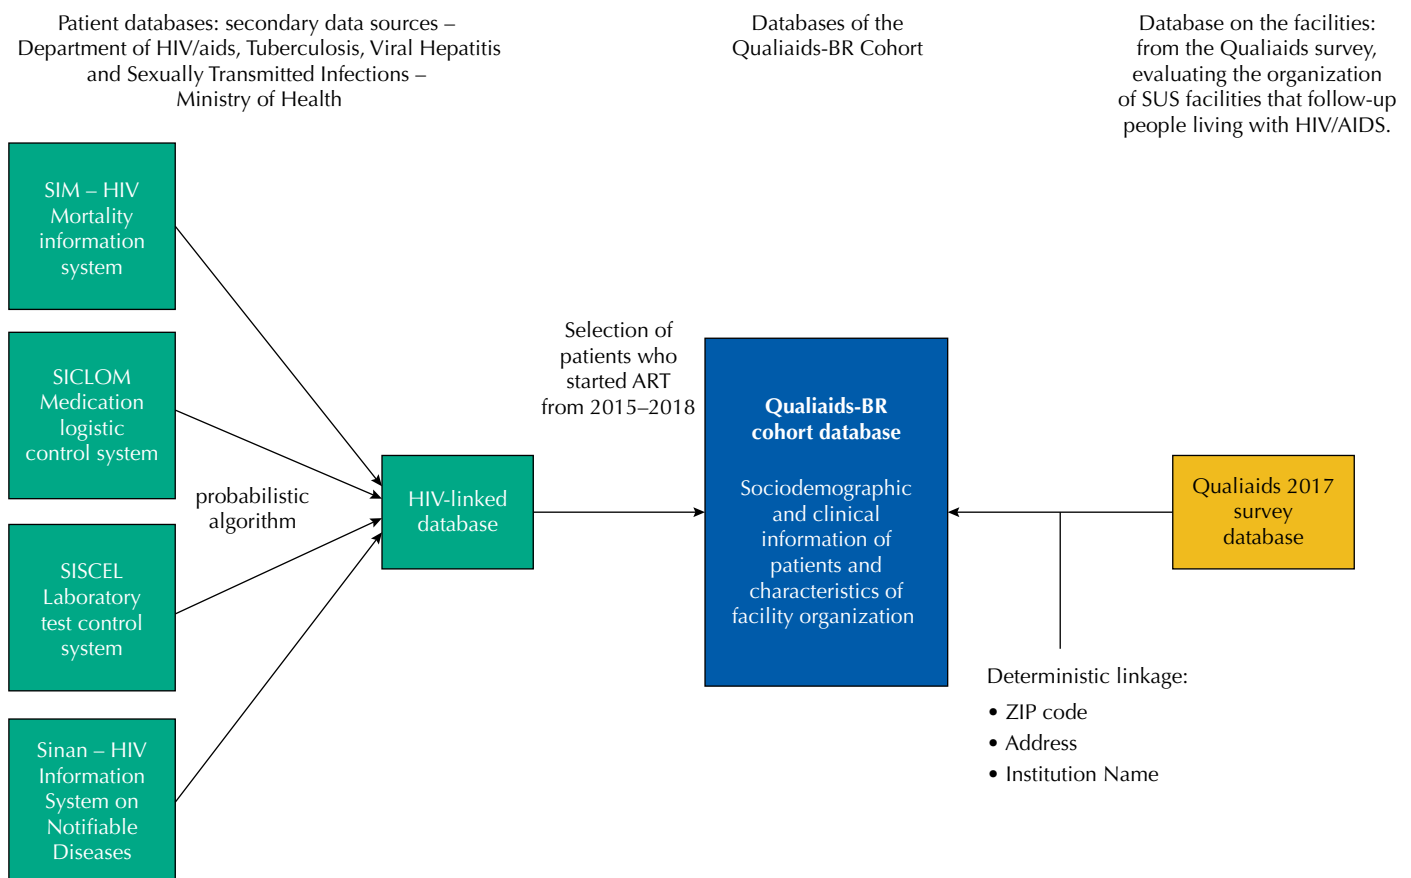 Patient databases: secondary data sources –
Department of HIV/aids, Tuberculosis, Viral Hepatitis
and Sexually Transmitted Infections –
Ministry of Health
Databases of the
Qualiaids-BR Cohort
Database on the facilities:
from the Qualiaids survey,
evaluating the organization
of SUS facilities that follow-up
people living with HIV/AIDS.
SIM – HIV
Mortality
information
system
SICLOM
Medication
logistic
control system
SISCEL
Laboratory
test control
system
Sinan – HIV
Information
System on
Notifiable
Diseases
probabilistic
algorithm
HIV-linked
database
Selection of
patients who
started ART
from 2015–2018
Qualiaids-BR
cohort database
Sociodemographic
and clinical
information of
patients and
characteristics of
facility organization
Qualiaids 2017
survey
database
Deterministic linkage:
• ZIP code
• Address
• Institution Name